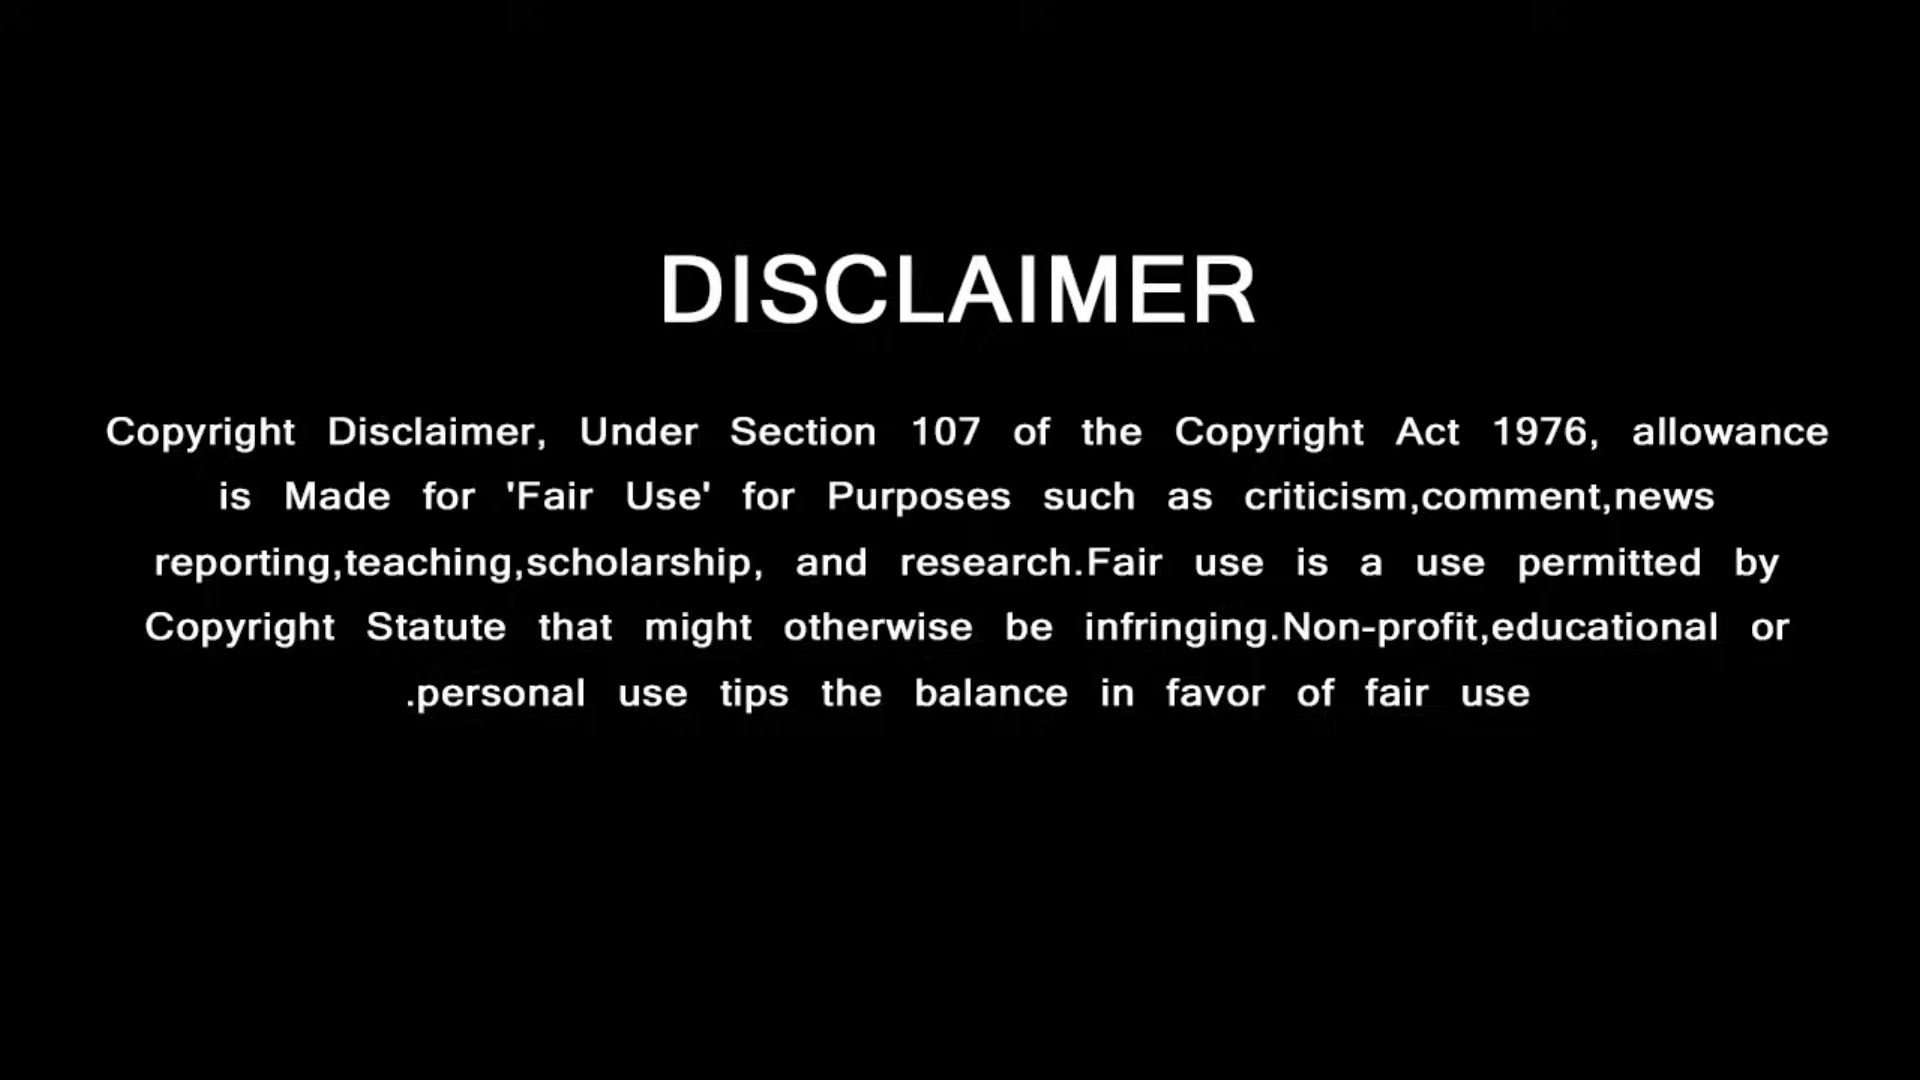 DISCLAIMER
Copyright Disclaimer, Under Section 107 of the Copyright Act 1976, allowance
is Made for 'Fair Use' for Purposes such as criticism,comment,news
reporting,teaching,scholarship, and research.Fair use is a use permitted by
Copyright Statute that might otherwise be infringing.Non-profit,educational or
.personal use tips the balance in favor of fair use